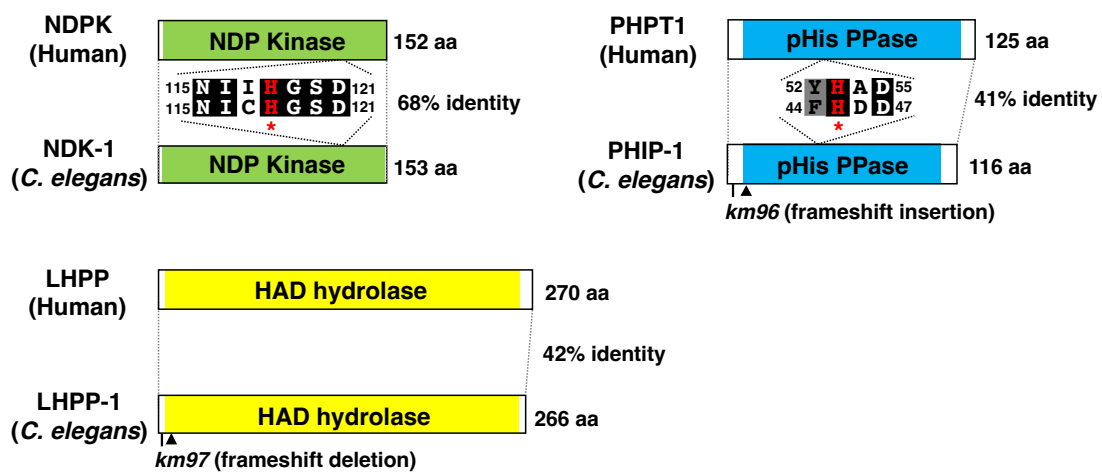 NDPK
(Human)
NDP Kinase
152 aa
115 N I I H G S D 121
115 N I C H G S D 121
*
68% identity
NDK-1
(C. elegans)
NDP Kinase
153 aa
PHPT1
(Human)
pHis PPase
125 aa
52 Y H A D 55
44 F H D D 47
*
41% identity
PHIP-1
(C. elegans)
pHis PPase
116 aa
km96 (frameshift insertion)
LHPP
(Human)
HAD hydrolase
270 aa
42% identity
LHPP-1
(C. elegans)
HAD hydrolase
266 aa
km97 (frameshift deletion)